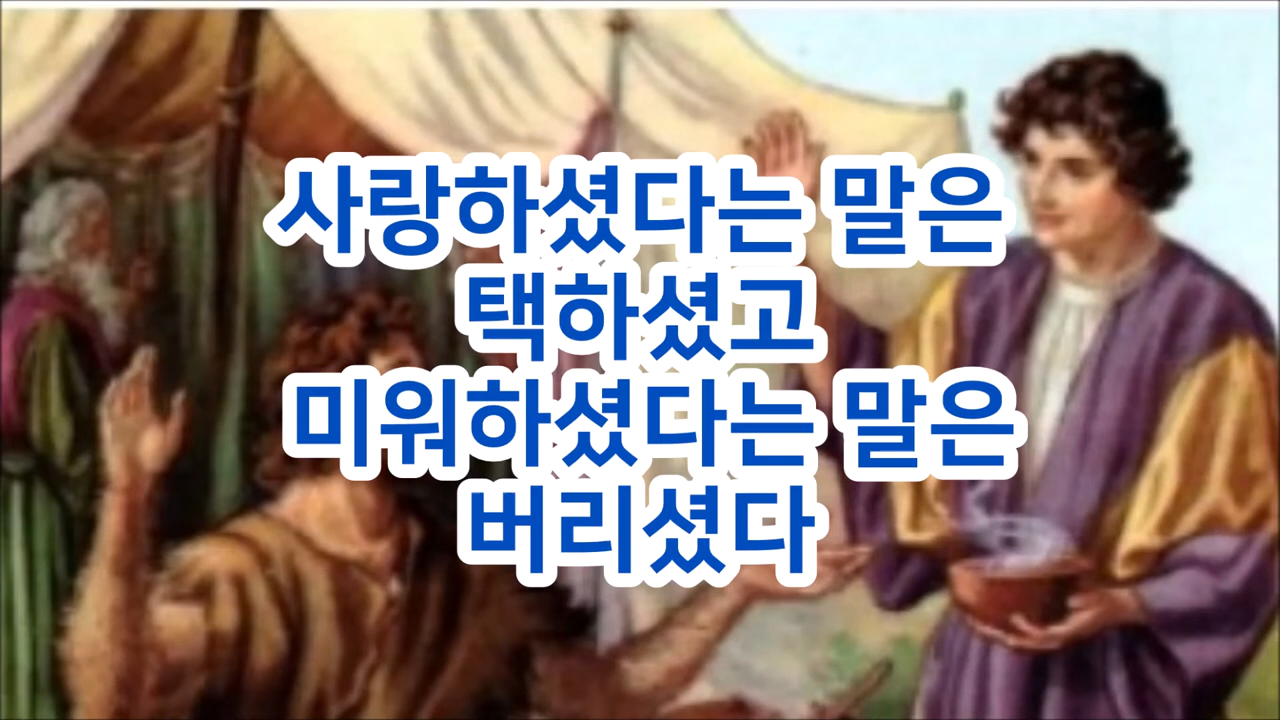 사랑하셨다는 말은
택하셨고
미워하셨다는 말은
버리셨다